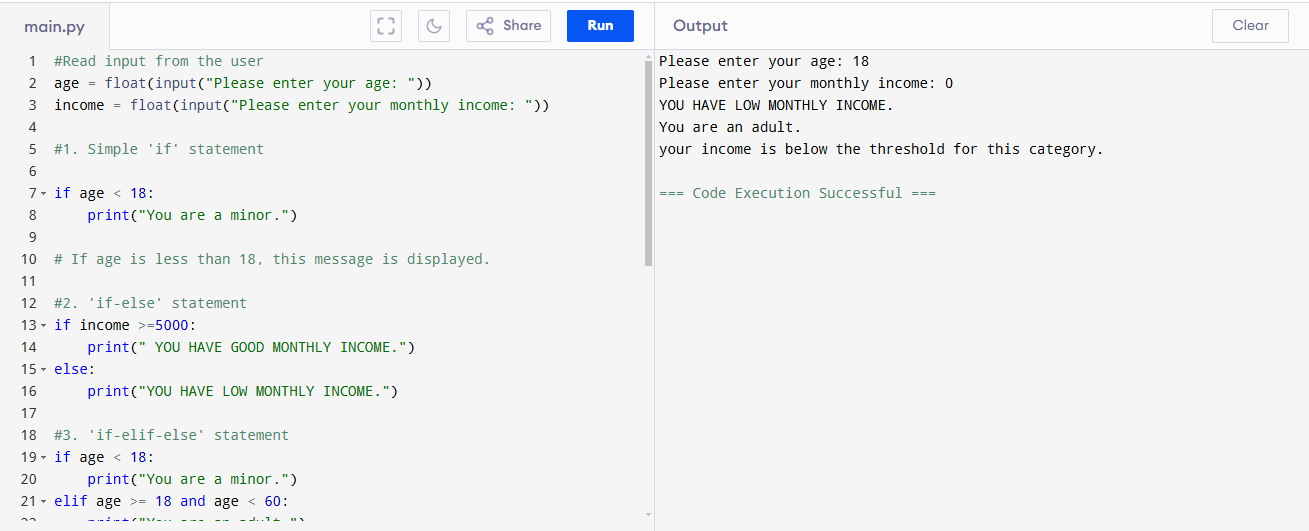 main.py
Share
Run
Output
Clear
1 #Read input from the user
2 age = float(input("Please enter your age: "))
3 income = float(input("Please enter your monthly income: "))
4
5 #1. Simple 'if' statement
6
7 if age < 18:
8     print("You are a minor.")
9
10 # If age is less than 18, this message is displayed.
11
12 #2. 'if-else' statement
13 if income >=5000:
14     print(" YOU HAVE GOOD MONTHLY INCOME.")
15 else:
16     print("YOU HAVE LOW MONTHLY INCOME.")
17
18 #3. 'if-elif-else' statement
19 if age < 18:
20     print("You are a minor.")
21 elif age >= 18 and age < 60:
Please enter your age: 18
Please enter your monthly income: 0
YOU HAVE LOW MONTHLY INCOME.
You are an adult.
your income is below the threshold for this category.
=== Code Execution Successful ===